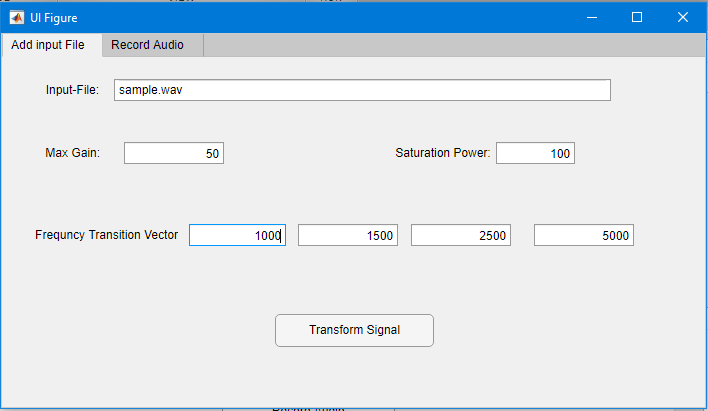 UI Figure
Add input File Record Audio
Input-File: sample.wav
Max Gain: 50 Saturation Power: 100
Frequncy Transition Vector 1000 1500 2500 5000
Transform Signal